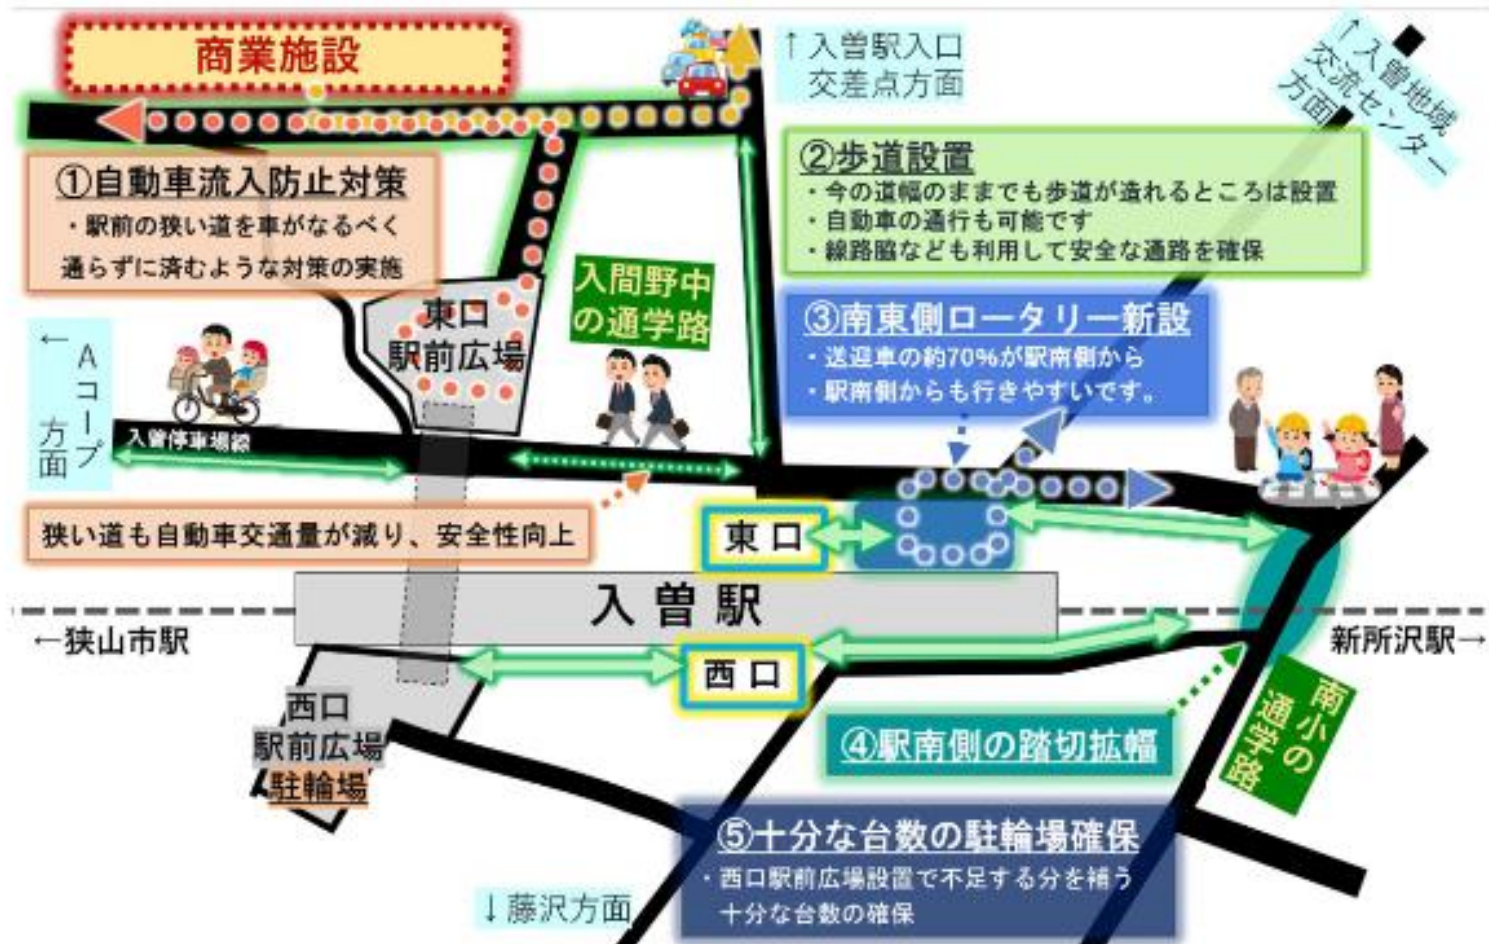 商業施設
↑入曽駅入口
交差点方面
↑入曽地域
交流センター
方面
①自動車流入防止対策
・駅前の狭い道を車がなるべく
通らずに済むような対策の実施
②歩道設置
・今の道幅のままでも歩道が造れるところは設置
・自動車の通行も可能です
・線路脇なども利用して安全な通路を確保
入間野中
の通学路
東口
駅前広場
③南東側ロータリー新設
・送迎車の約70%が駅南側から
・駅南側からも行きやすいです。
←Aコープ
方面
入曽停車場線
狭い道も自動車交通量が減り、安全性向上
東口
入曽駅
←狭山市駅
新所沢駅→
西口
西口
駅前広場
駐輪場
④駅南側の踏切拡幅
南小の
通学路
⑤十分な台数の駐輪場確保
・西口駅前広場設置で不足する分を補う
十分な台数の確保
↓藤沢方面